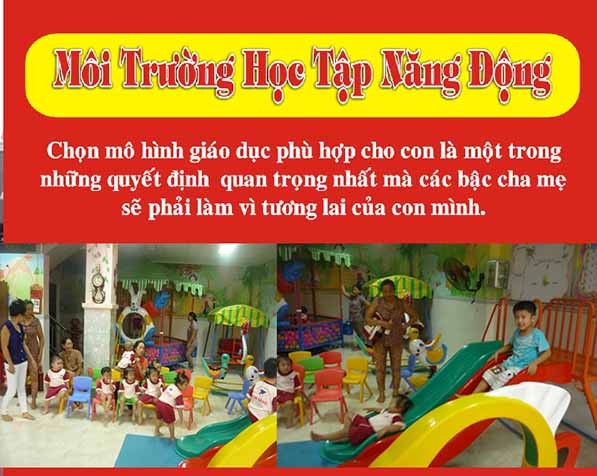 Môi Trường Học Tập Năng Động
Chọn mô hình giáo dục phù hợp cho con là một trong
những quyết định quan trọng nhất mà các bậc cha mẹ
sẽ phải làm vì tương lai của con mình.